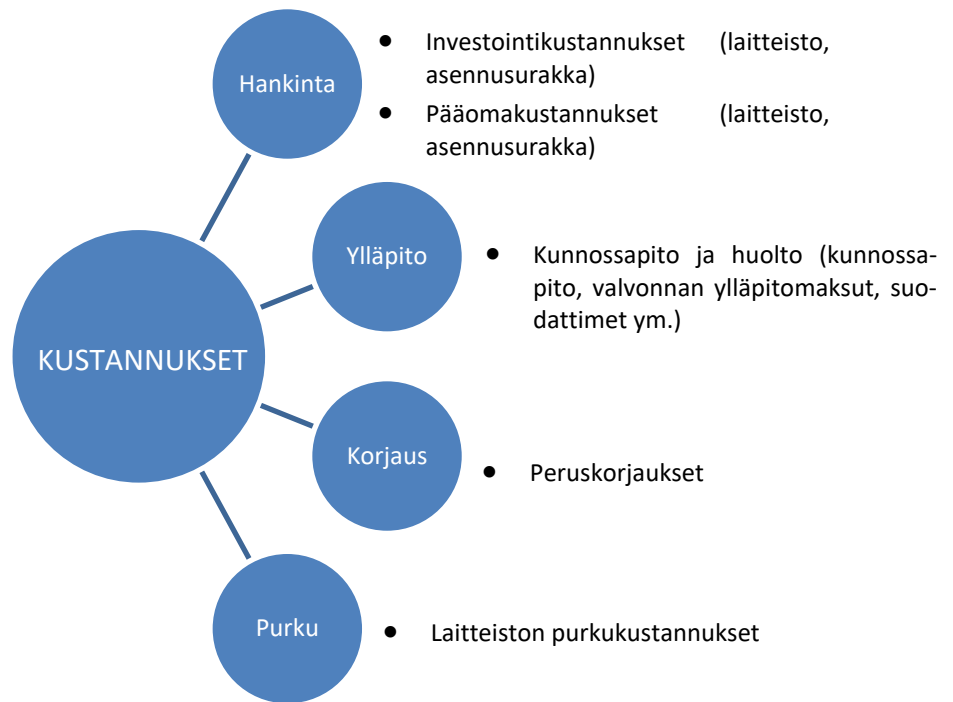 Hankinta
• Investointikustannukset (laitteisto,
asennusurakka)
• Pääomakustannukset (laitteisto,
asennusurakka)
Ylläpito
• Kunnossapito ja huolto (kunnossa-
pito, valvonnan ylläpitomaksut, suo-
dattimet ym.)
KUSTANNUKSET
Korjaus
• Peruskorjaukset
Purku
• Laitteiston purkukustannukset